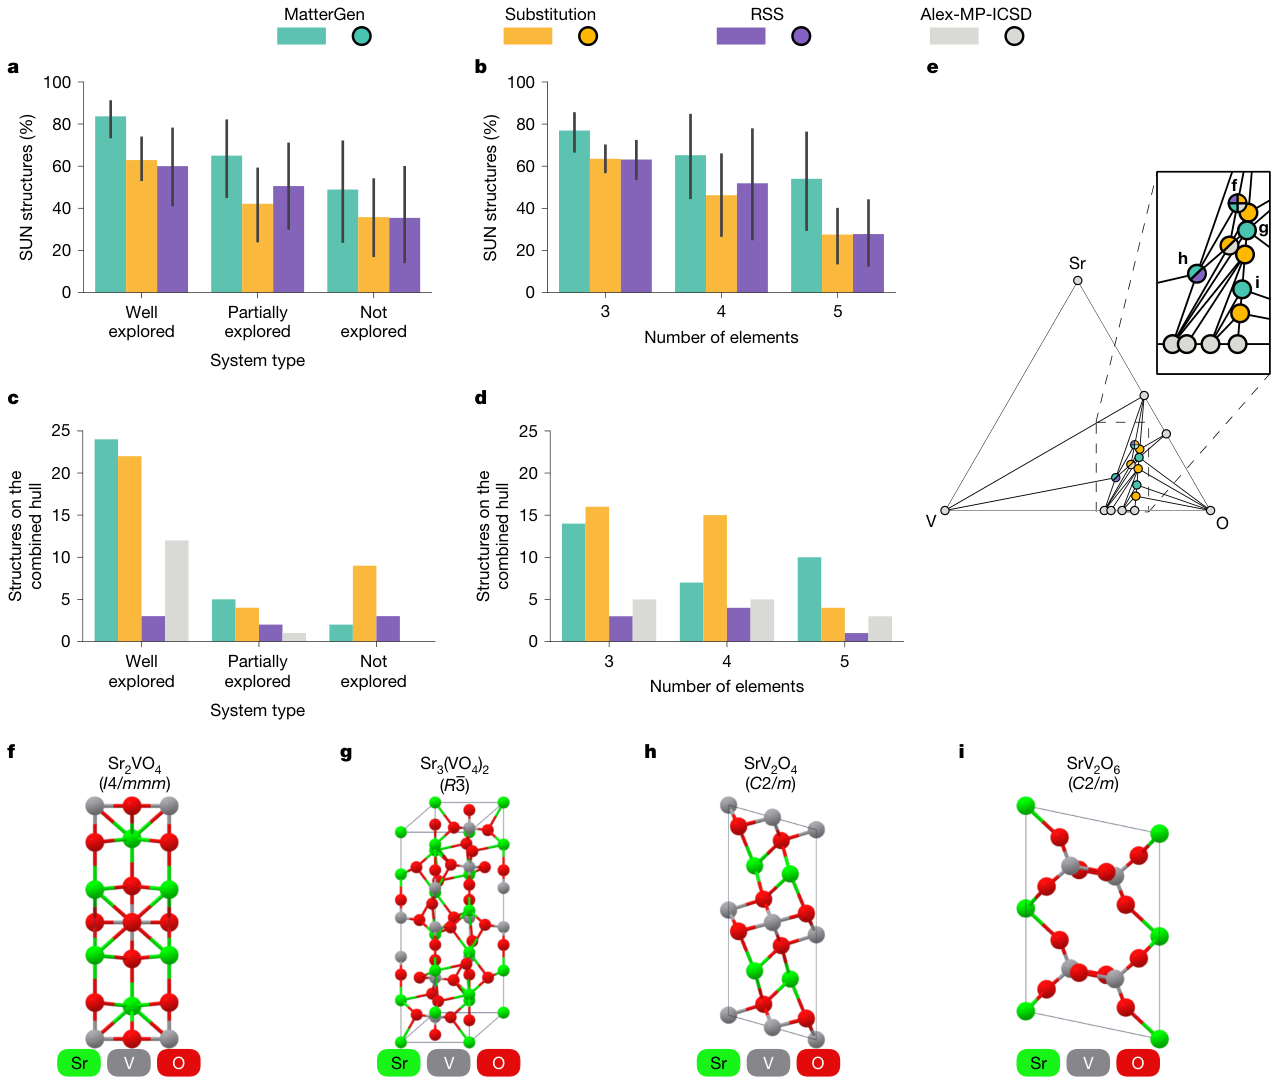 MatterGen
Substitution
RSS
Alex-MP-ICSD
a
100
80
60
40
20
0
SUN structures (%)
Well explored
Partially explored
Not explored
System type
b
100
80
60
40
20
0
SUN structures (%)
3
4
5
Number of elements
e
Sr
V
O
f
g
h
i
c
25
20
15
10
5
0
Structures on the
combined hull
Well
explored
Partially
explored
Not
explored
System type
d
25
20
15
10
5
0
Structures on the
combined hull
3
4
5
Number of elements
f
Sr₂VO₄
(I4/mmm)
Sr V O
g
Sr₃(VO₄)₂
(R3̅)
Sr V O
h
SrV₂O₄
(C2/m)
Sr V O
i
SrV₂O₆
(C2/m)
Sr V O